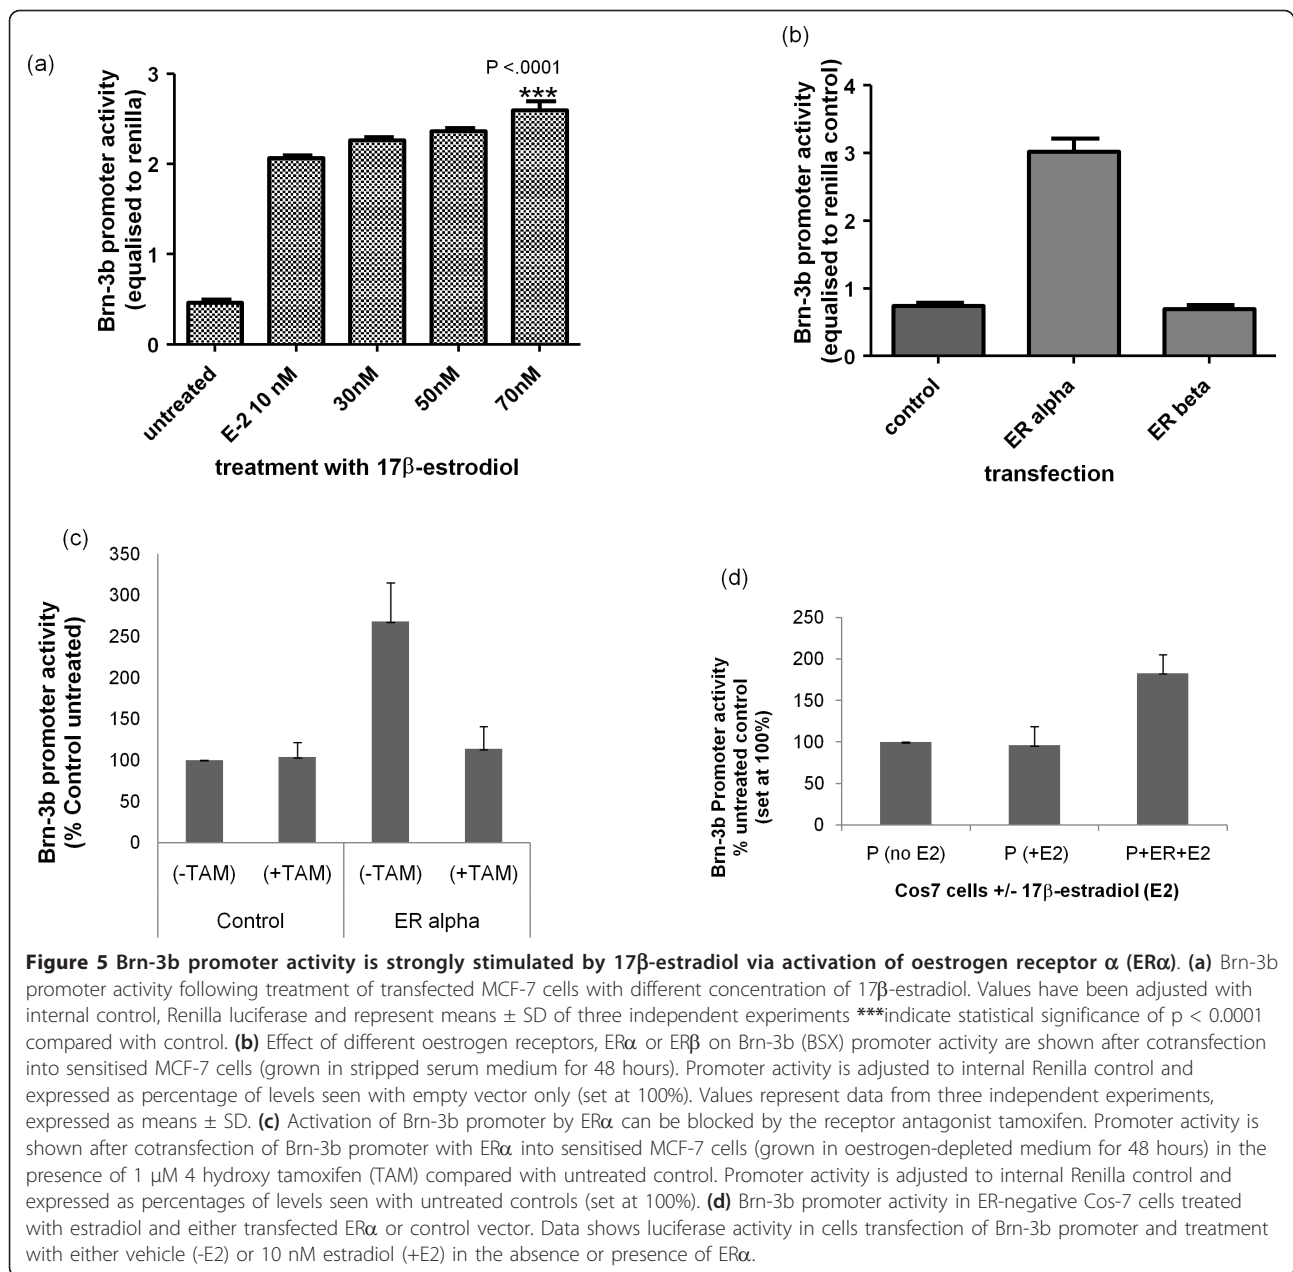 (a)
P <.0001
***
Brn-3b promoter activity
(equalised to renilla)
3
2
1
0
untreated
E-2 10 nM
30nM
50nM
70nM
treatment with 17β-estrodiol
(b)
Brn-3b promoter activity
(equalised to renilla control)
4
3
2
1
0
control
ER alpha
ER beta
transfection
(c)
Brn-3b promoter activity
(% Control untreated)
350
300
250
200
150
100
50
0
(-TAM)
(+TAM)
(-TAM)
(+TAM)
Control
ER alpha
(d)
Brn-3b Promoter activity
% untreated control
(set at 100%)
250
200
150
100
50
0
P (no E2)
P (+E2)
P+ER+E2
Cos7 cells +/- 17β-estradiol (E2)
Figure 5 Brn-3b promoter activity is strongly stimulated by 17β-estradiol via activation of oestrogen receptor α (ERα). (a) Brn-3b
promoter activity following treatment of transfected MCF-7 cells with different concentration of 17β-estradiol. Values have been adjusted with
internal control, Renilla luciferase and represent means ± SD of three independent experiments ***indicate statistical significance of p < 0.0001
compared with control. (b) Effect of different oestrogen receptors, ERα or ERβ on Brn-3b (BSX) promoter activity are shown after cotransfection
into sensitised MCF-7 cells (grown in stripped serum medium for 48 hours). Promoter activity is adjusted to internal Renilla control and
expressed as percentage of levels seen with empty vector only (set at 100%). Values represent data from three independent experiments,
expressed as means ± SD. (c) Activation of Brn-3b promoter by ERα can be blocked by the receptor antagonist tamoxifen. Promoter activity is
shown after cotransfection of Brn-3b promoter with ERα into sensitised MCF-7 cells (grown in oestrogen-depleted medium for 48 hours) in the
presence of 1 μM 4 hydroxy tamoxifen (TAM) compared with untreated control. Promoter activity is adjusted to internal Renilla control and
expressed as percentages of levels seen with untreated controls (set at 100%). (d) Brn-3b promoter activity in ER-negative Cos-7 cells treated
with estradiol and either transfected ERα or control vector. Data shows luciferase activity in cells transfection of Brn-3b promoter and treatment
with either vehicle (-E2) or 10 nM estradiol (+E2) in the absence or presence of ERα.